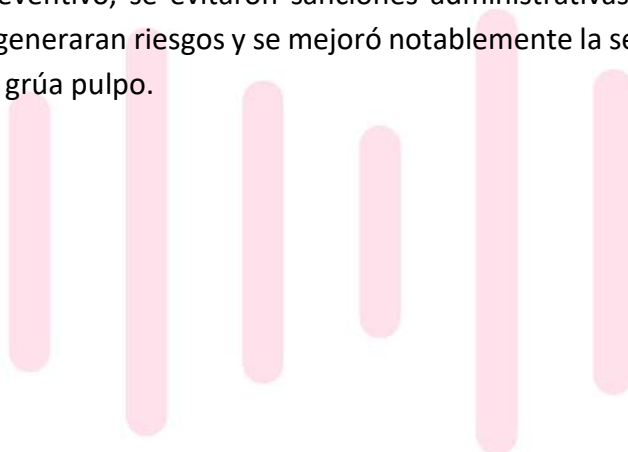 eventivo, se evitaron sanciones administrativas
generaran riesgos y se mejoró notablemente la se
grúa pulpo.